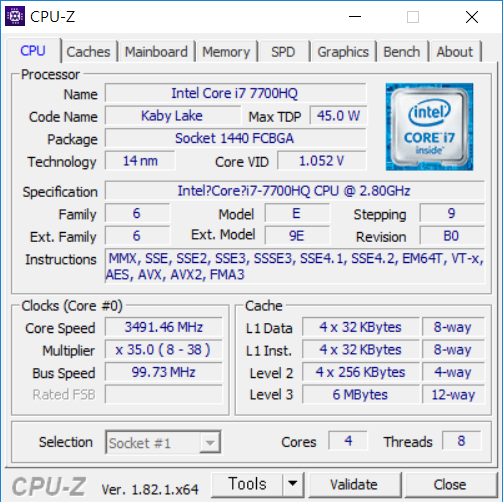 CPU-Z
CPU Caches Mainboard Memory SPD Graphics Bench About
Processor
Name Intel Core i7 7700HQ
Code Name Kaby Lake Max TDP 45.0 W
Package Socket 1440 FCBGA
Technology 14 nm Core VID 1.052 V
intel
CORE i7
inside™
Specification Intel?Core?i7-7700HQ CPU @ 2.80GHz
Family 6 Model E Stepping 9
Ext. Family 6 Ext. Model 9E Revision B0
Instructions MMX, SSE, SSE2, SSE3, SSSE3, SSE4.1, SSE4.2, EM64T, VT-x,
AES, AVX, AVX2, FMA3
Clocks (Core #0)
Core Speed 3491.46 MHz
Multiplier x 35.0 ( 8 - 38 )
Bus Speed 99.73 MHz
Rated FSB
Cache
L1 Data 4 x 32 KBytes 8-way
L1 Inst. 4 x 32 KBytes 8-way
Level 2 4 x 256 KBytes 4-way
Level 3 6 MBytes 12-way
Selection Socket #1 Cores 4 Threads 8
CPU-Z Ver. 1.82.1.x64 Tools Validate Close